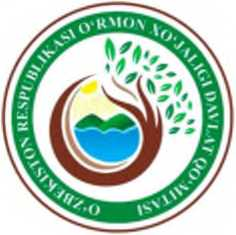 O‘ZBEKISTON RESPUBLIKASI O‘RMON XO‘JALIGI DAVLAT QO‘MITASI